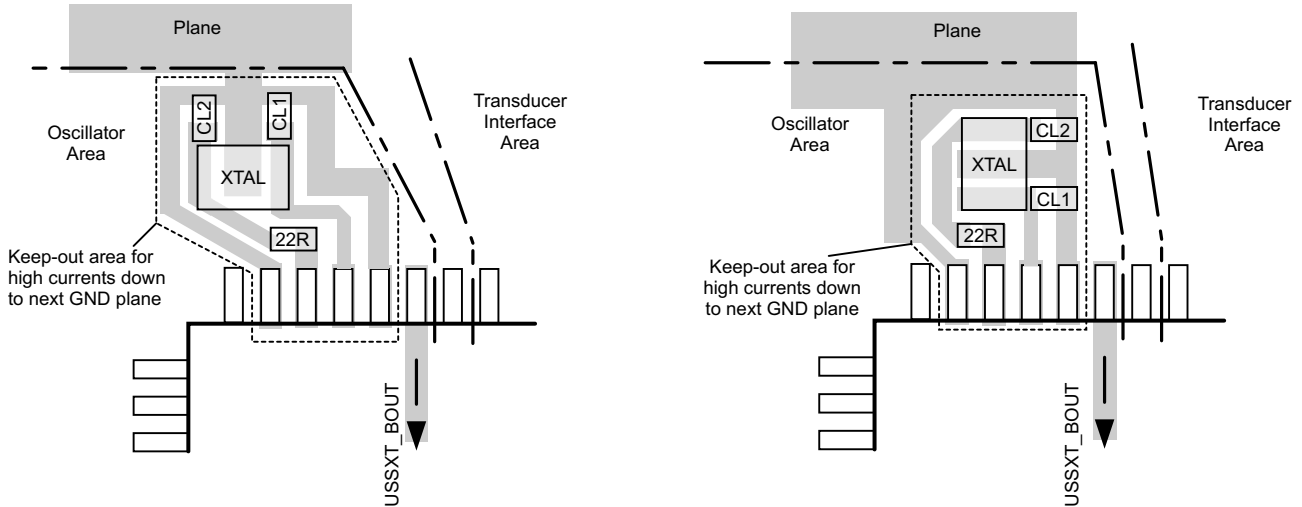 Plane
CL2
CL1
Oscillator
Area
Transducer
Interface
Area
XTAL
22R
Keep-out area for
high currents down
to next GND plane
USSXT_BOUT
Plane
Oscillator
Area
CL2
XTAL
CL1
Transducer
Interface
Area
22R
Keep-out area for
high currents down
to next GND plane
USSXT_BOUT